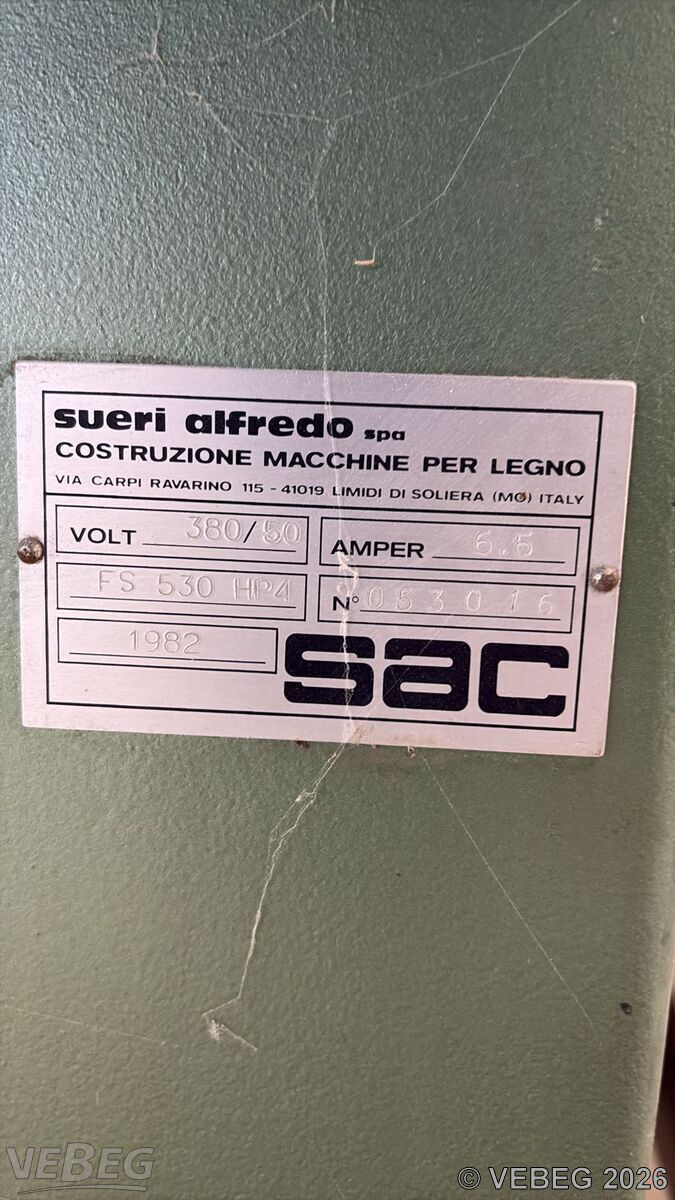 sueri alfredo spa
COSTRUZIONE MACCHINE PER LEGNO
VIA CARPI RAVARINO 115 - 41019 LIMIDI DI SOLIERA (MO) ITALY
VOLT 380/50 AMPER 6.5
FS 530 HP4 N° 053016
1982 sac
VEBEG © VEBEG 2026